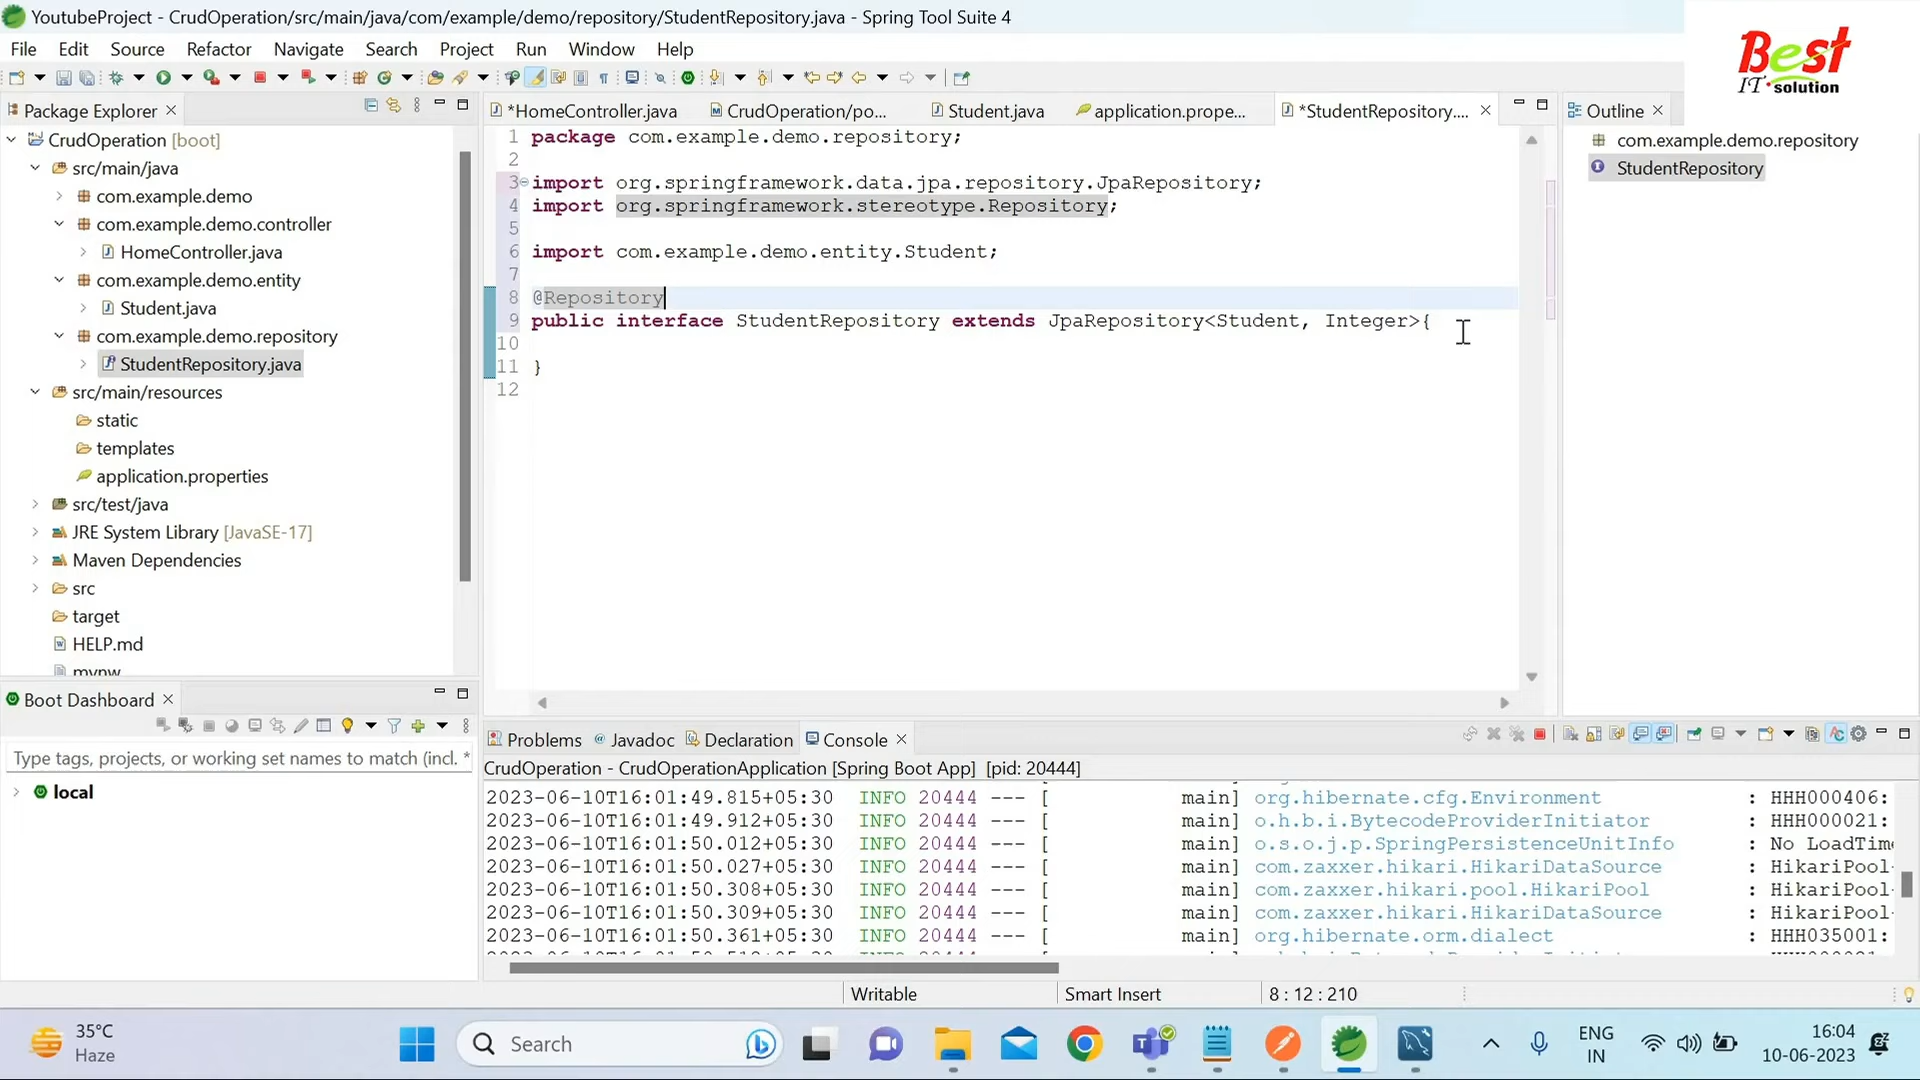 YoutubeProject - CrudOperation/src/main/java/com/example/demo/repository/StudentRepository.java - Spring Tool Suite 4
Best
IT solution
File Edit Source Refactor Navigate Search Project Run Window Help
Package Explorer
CrudOperation [boot]
src/main/java
com.example.demo
com.example.demo.controller
HomeController.java
com.example.demo.entity
Student.java
com.example.demo.repository
StudentRepository.java
src/main/resources
static
templates
application.properties
src/test/java
JRE System Library [JavaSE-17]
Maven Dependencies
src
target
HELP.md
mvnw
*HomeController.java CrudOperation/po... Student.java application.prope... *StudentRepository....
1 package com.example.demo.repository;
2
3 import org.springframework.data.jpa.repository.JpaRepository;
4 import org.springframework.stereotype.Repository;
5
6 import com.example.demo.entity.Student;
7
8 @Repository
9 public interface StudentRepository extends JpaRepository<Student, Integer>{
10
11 }
12
Outline
com.example.demo.repository
StudentRepository
Boot Dashboard
Type tags, projects, or working set names to match (incl. *
local
Problems Javadoc Declaration Console
CrudOperation - CrudOperationApplication [Spring Boot App] [pid: 20444]
2023-06-10T16:01:49.815+05:30 INFO 20444 --- [ main] org.hibernate.cfg.Environment : HHH000406:
2023-06-10T16:01:49.912+05:30 INFO 20444 --- [ main] o.h.b.i.BytecodeProviderInitiator : HHH000021:
2023-06-10T16:01:50.012+05:30 INFO 20444 --- [ main] o.s.o.j.p.SpringPersistenceUnitInfo : No LoadTime
2023-06-10T16:01:50.027+05:30 INFO 20444 --- [ main] com.zaxxer.hikari.HikariDataSource : HikariPool-
2023-06-10T16:01:50.308+05:30 INFO 20444 --- [ main] com.zaxxer.hikari.pool.HikariPool : HikariPool-
2023-06-10T16:01:50.309+05:30 INFO 20444 --- [ main] com.zaxxer.hikari.HikariDataSource : HikariPool-
2023-06-10T16:01:50.361+05:30 INFO 20444 --- [ main] org.hibernate.orm.dialect : HHH035001:
Writable Smart Insert 8 : 12 : 210
35°C
Haze
Search
ENG
IN
16:04
10-06-2023